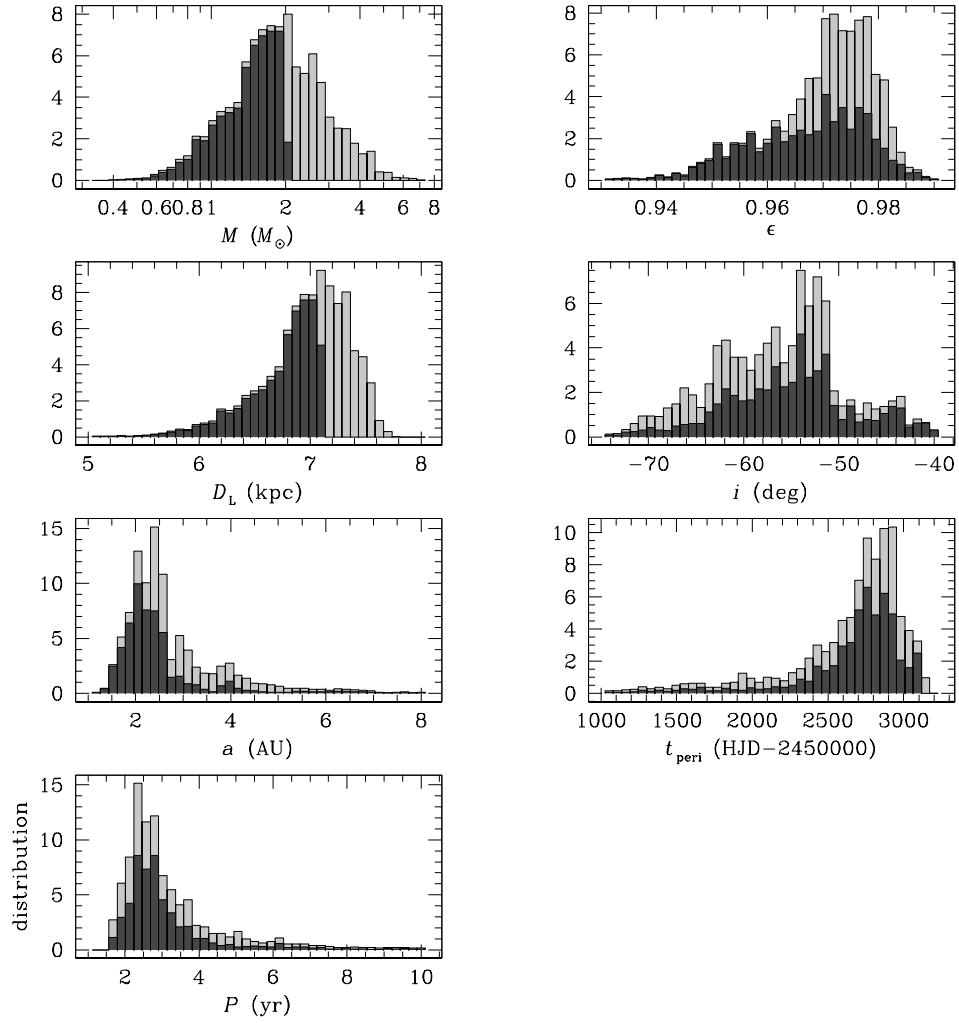 8
6
4
2
0
0.4 0.6 0.8 1 2 4 6 8
M (M⊙)
8
6
4
2
0
0.94 0.96 0.98
ϵ
8
6
4
2
0
5 6 7 8
D_L (kpc)
6
4
2
0
−70 −60 −50 −40
i (deg)
15
10
5
0
2 4 6 8
a (AU)
10
8
6
4
2
0
1000 1500 2000 2500 3000
t_peri (HJD−2450000)
distribution
15
10
5
0
2 4 6 8 10
P (yr)